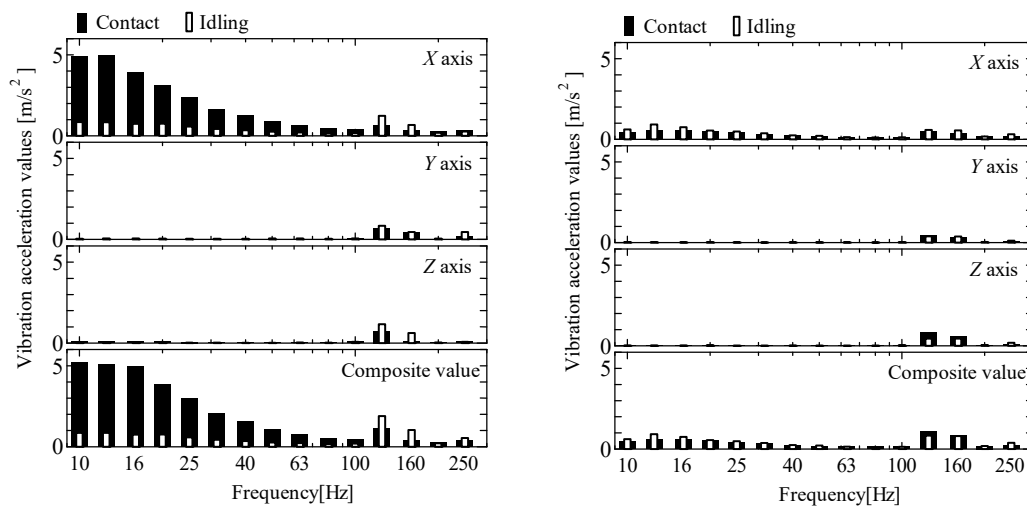 Contact Idling
Vibration acceleration values [m/s²]
5
X axis
0
5
Y axis
0
5
Z axis
0
5
Composite value
0
10 16 25 40 63 100 160 250
Frequency[Hz]
Contact Idling
Vibration acceleration values [m/s²]
5
X axis
0
5
Y axis
0
5
Z axis
0
5
Composite value
0
10 16 25 40 63 100 160 250
Frequency[Hz]